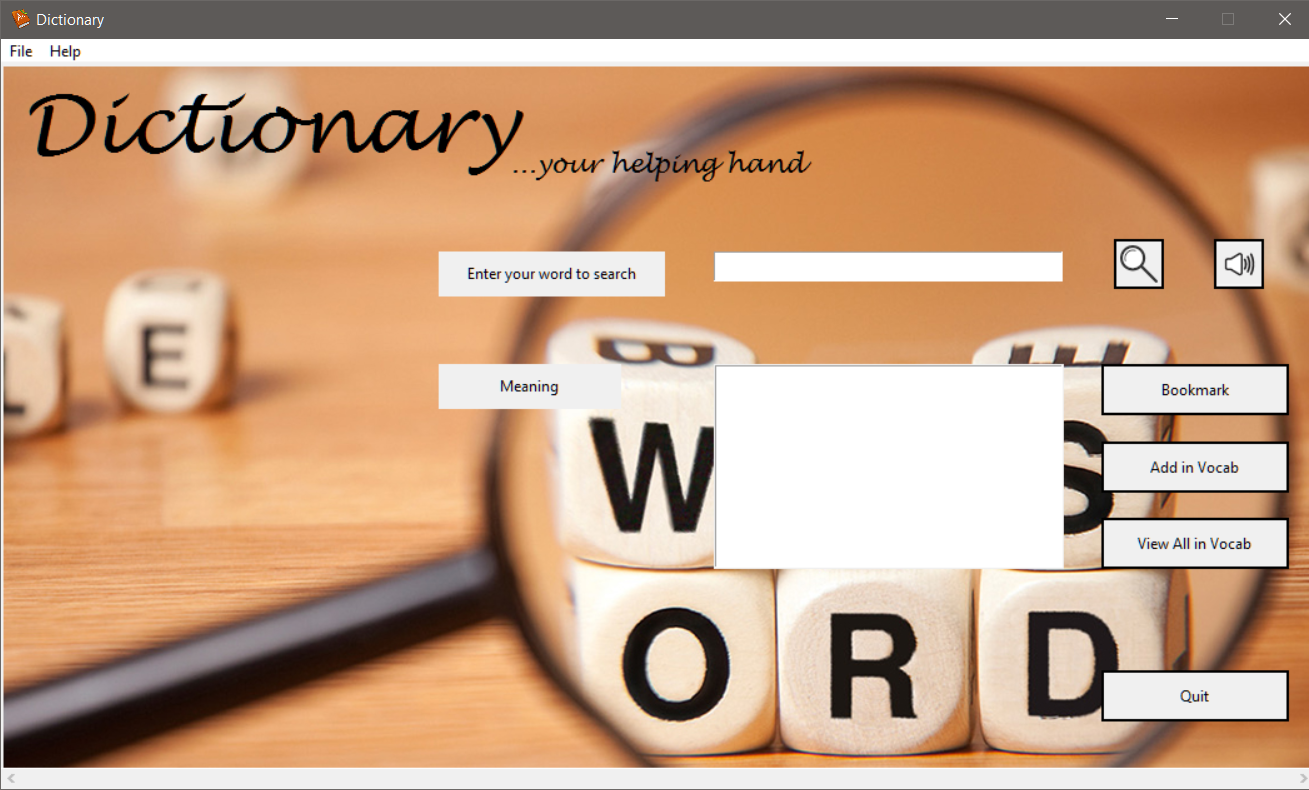 Dictionary
File Help
Dictionary
...your helping hand
Enter your word to search
Meaning
Bookmark
Add in Vocab
View All in Vocab
Quit
E
B
E
W
S
O R D